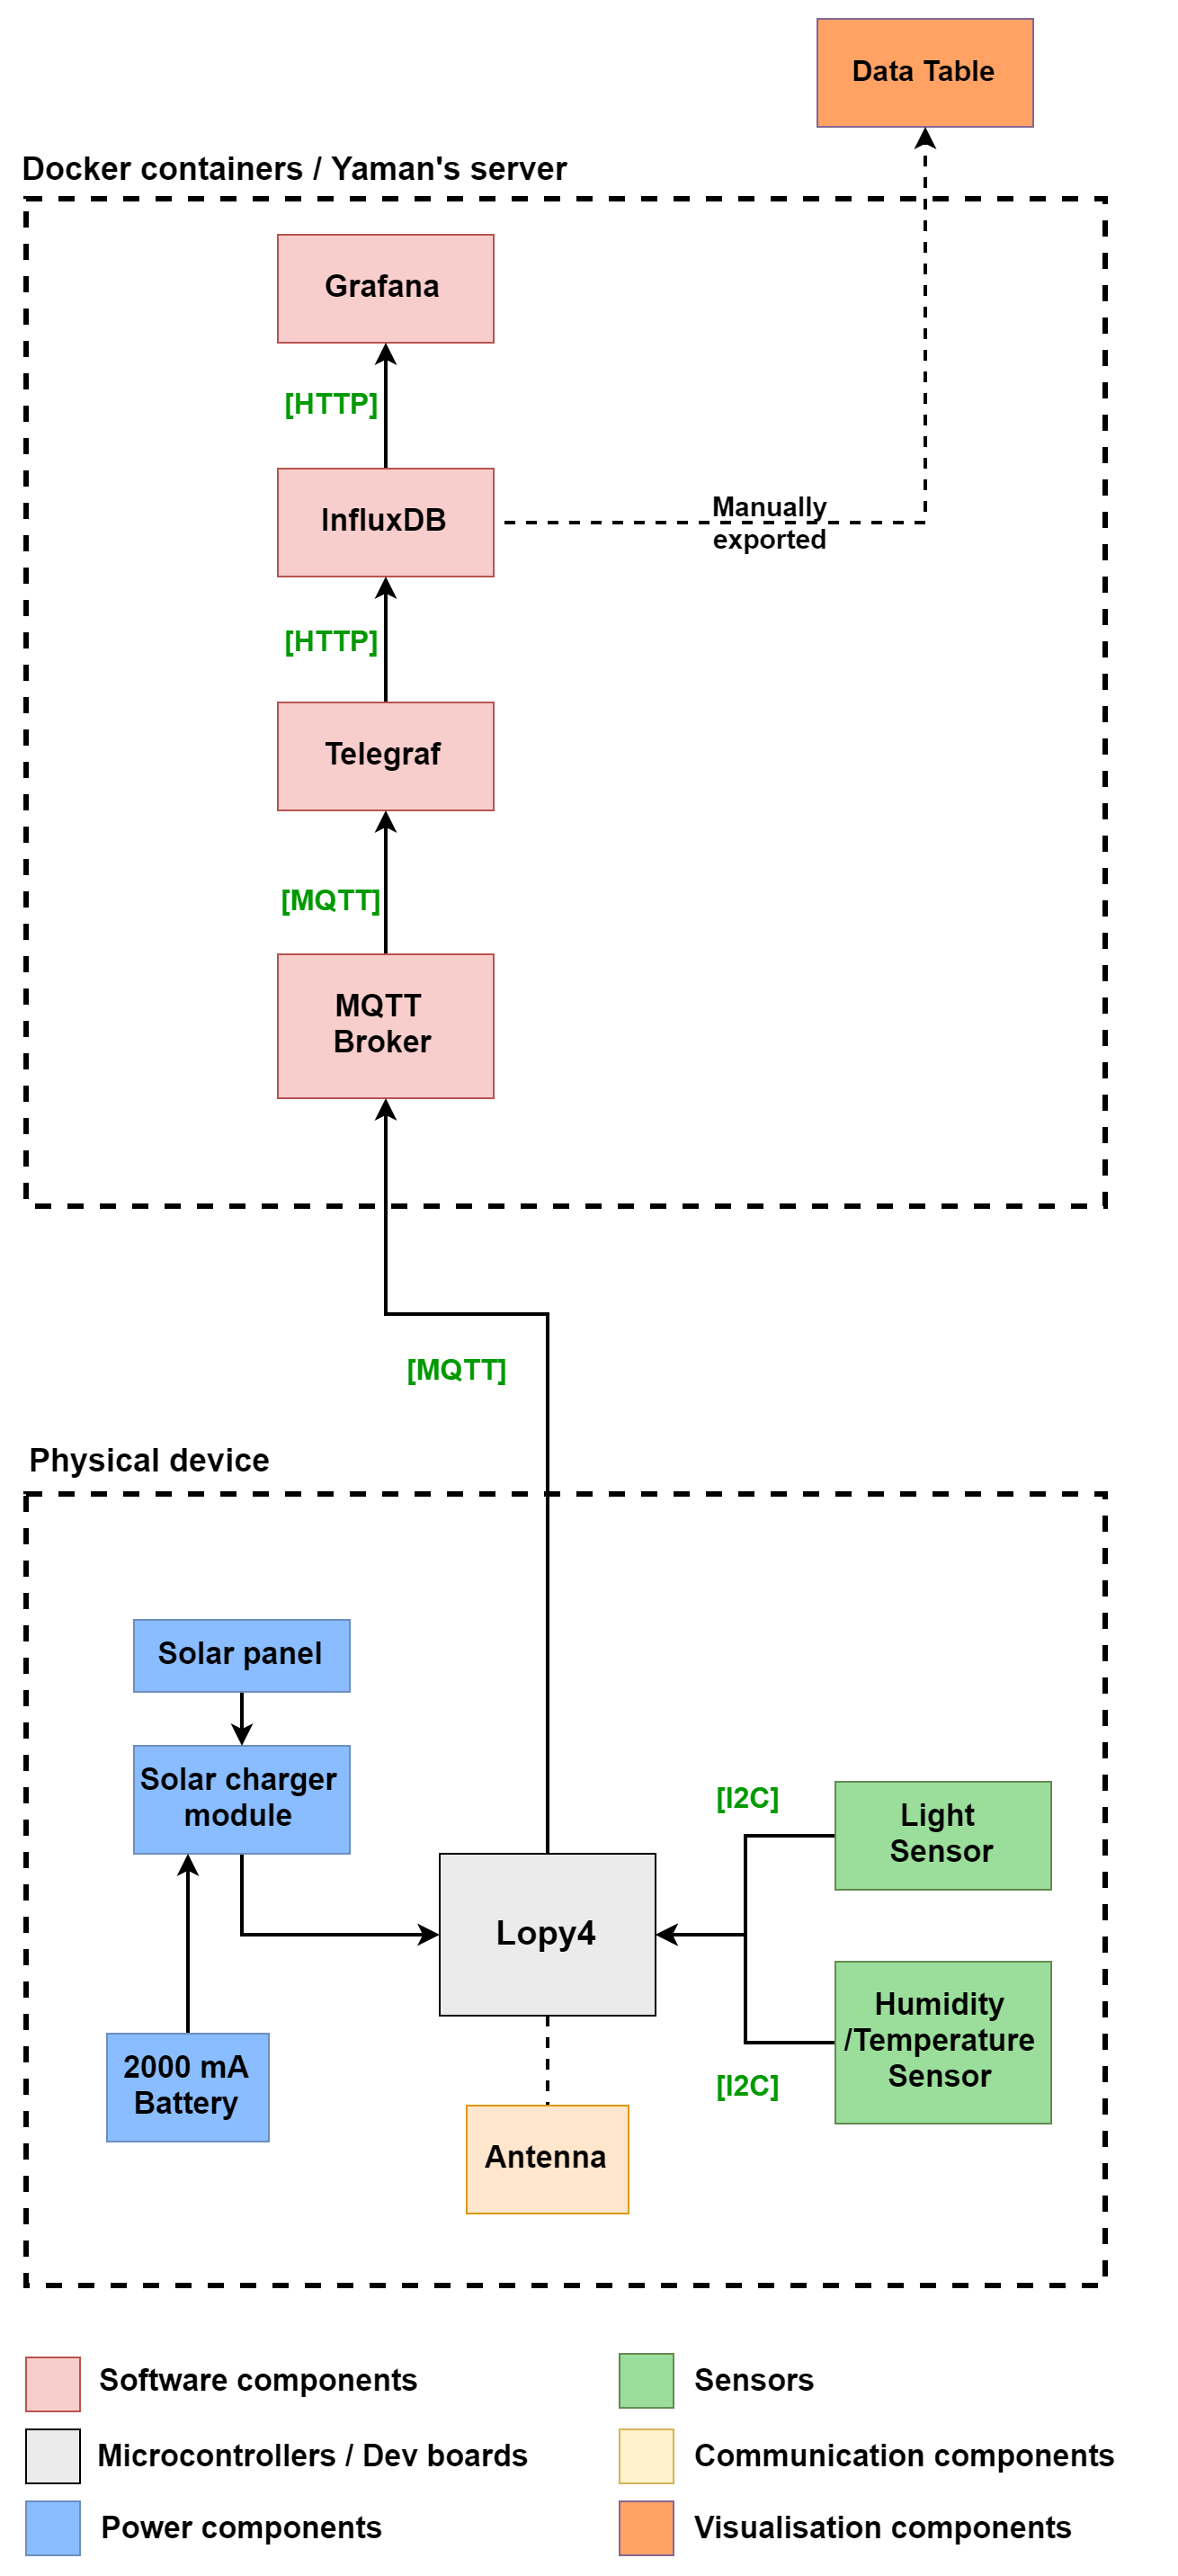 Data Table
Docker containers / Yaman's server
Grafana
[HTTP]
InfluxDB
Manually
exported
[HTTP]
Telegraf
[MQTT]
MQTT
Broker
[MQTT]
Physical device
Solar panel
Solar charger
module
[I2C]
Light
Sensor
Lopy4
Humidity
/Temperature
Sensor
2000 mA
Battery
[I2C]
Antenna
Software components
Sensors
Microcontrollers / Dev boards
Communication components
Power components
Visualisation components